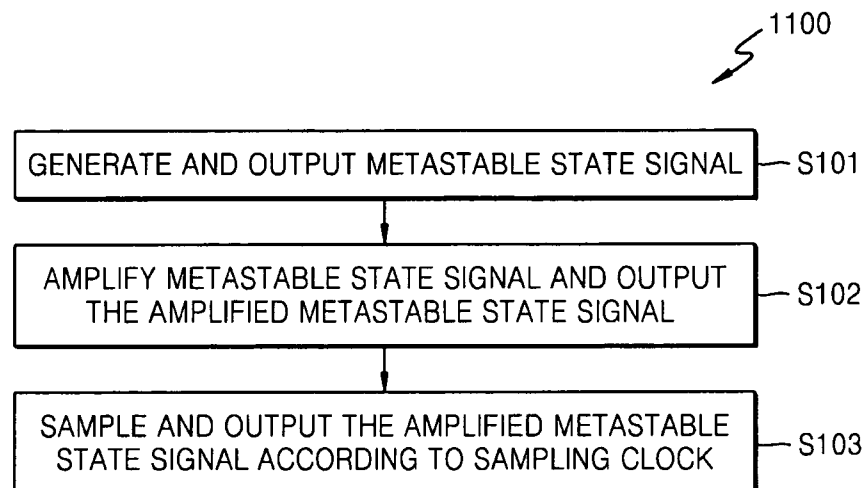 1100
GENERATE AND OUTPUT METASTABLE STATE SIGNAL
S101
AMPLIFY METASTABLE STATE SIGNAL AND OUTPUT
THE AMPLIFIED METASTABLE STATE SIGNAL
S102
SAMPLE AND OUTPUT THE AMPLIFIED METASTABLE
STATE SIGNAL ACCORDING TO SAMPLING CLOCK
S103